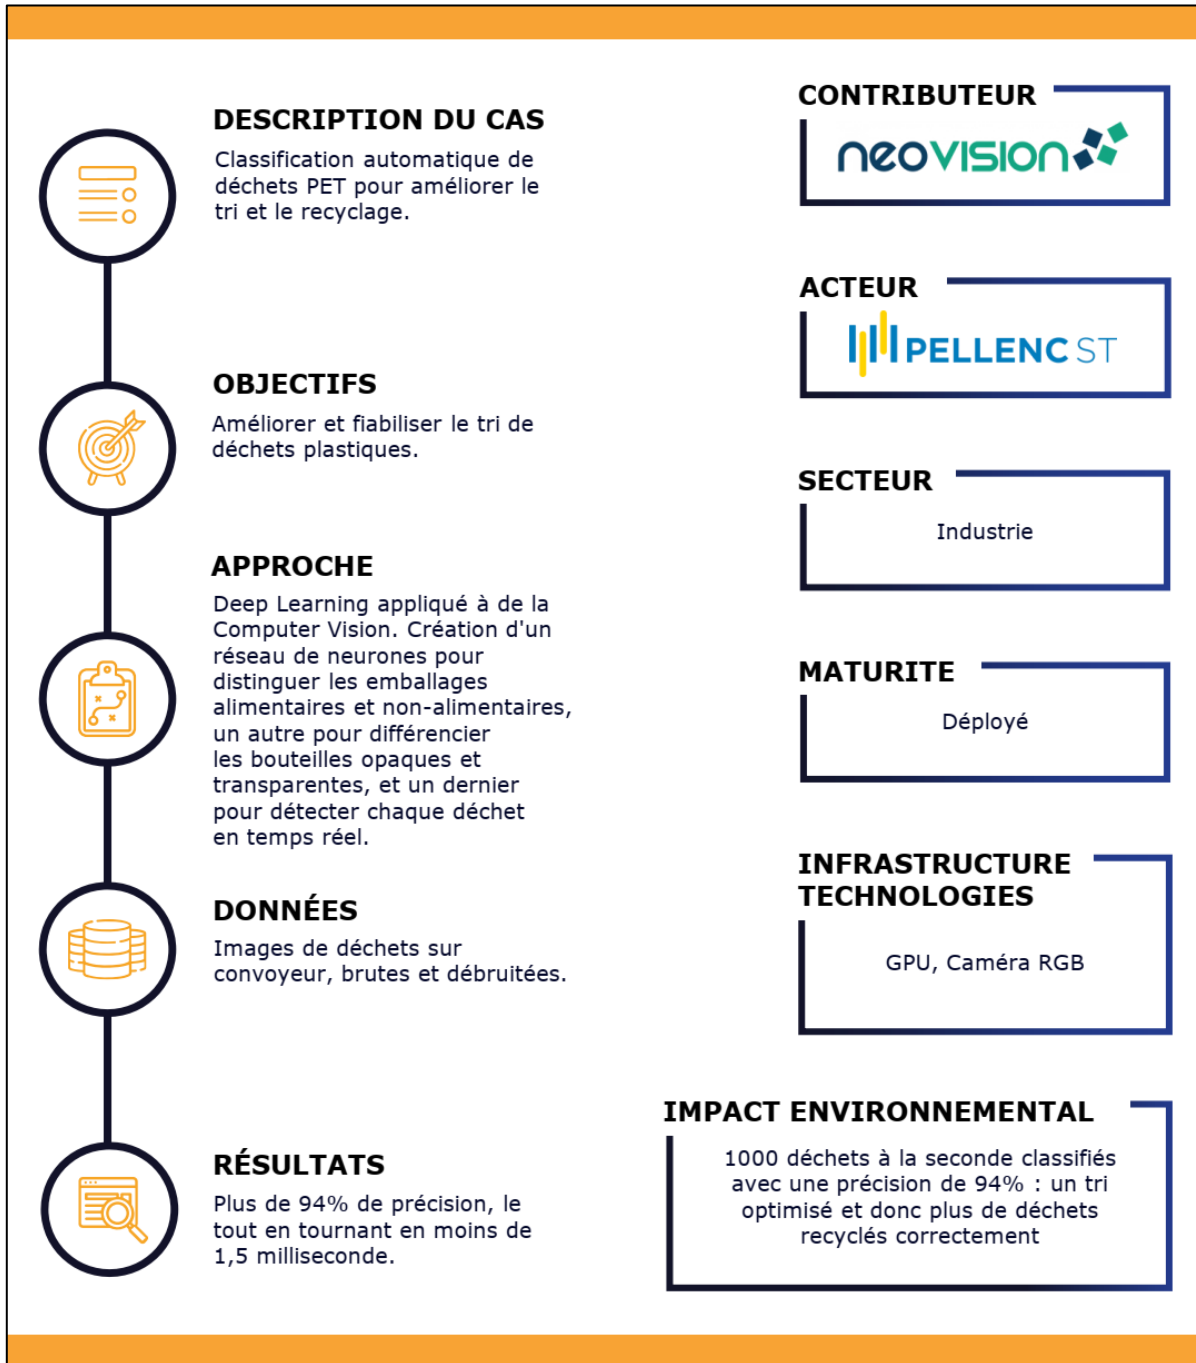 DESCRIPTION DU CAS
Classification automatique de
déchets PET pour améliorer le
tri et le recyclage.
OBJECTIFS
Améliorer et fiabiliser le tri de
déchets plastiques.
APPROCHE
Deep Learning appliqué à de la
Computer Vision. Création d'un
réseau de neurones pour
distinguer les emballages
alimentaires et non-alimentaires,
un autre pour différencier
les bouteilles opaques et
transparentes, et un dernier
pour détecter chaque déchet
en temps réel.
DONNÉES
Images de déchets sur
convoyeur, brutes et débruitées.
RÉSULTATS
Plus de 94% de précision, le
tout en tournant en moins de
1,5 milliseconde.
CONTRIBUTEUR
neovision
ACTEUR
PELLENC ST
SECTEUR
Industrie
MATURITE
Déployé
INFRASTRUCTURE
TECHNOLOGIES
GPU, Caméra RGB
IMPACT ENVIRONNEMENTAL
1000 déchets à la seconde classifiés
avec une précision de 94% : un tri
optimisé et donc plus de déchets
recyclés correctement